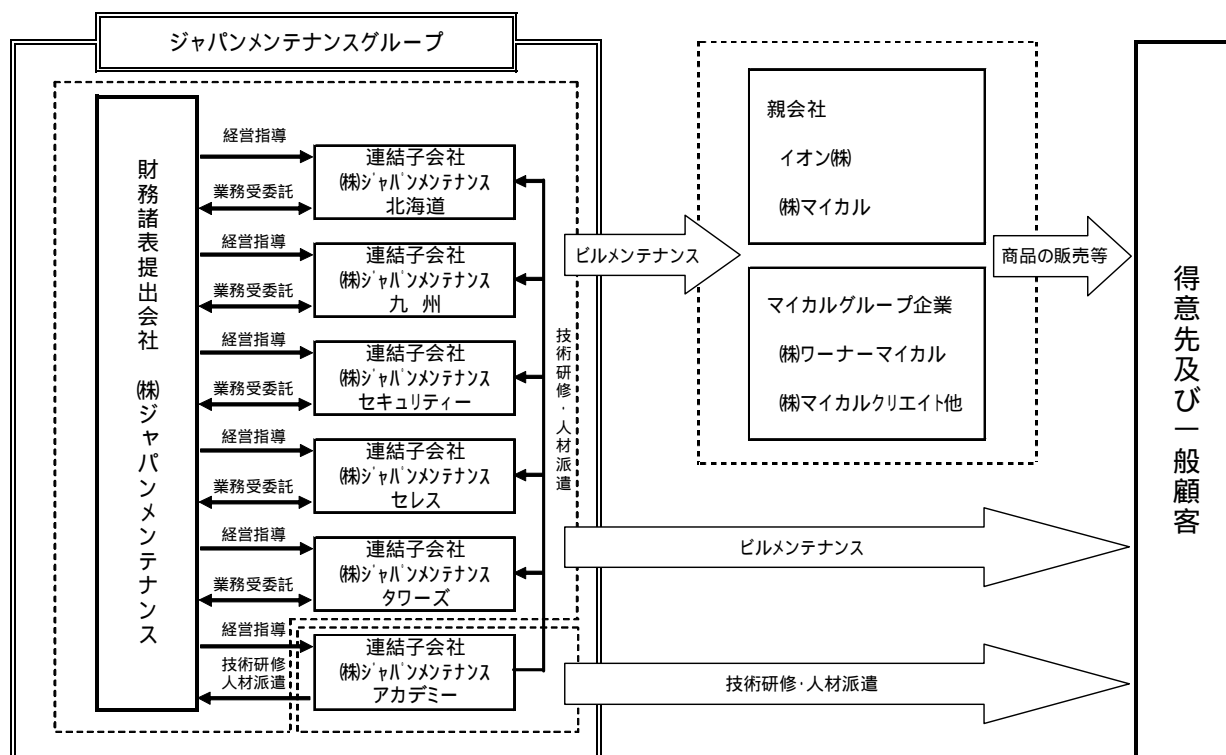 ジャパンメンテナンスグループ
財務諸表提出会社 ㈱ジャパンメンテナンス
経営指導
業務受委託
連結子会社
㈱ｼﾞｬﾊﾟﾝﾒﾝﾃﾅﾝｽ
北海道
経営指導
業務受委託
連結子会社
㈱ｼﾞｬﾊﾟﾝﾒﾝﾃﾅﾝｽ
九 州
経営指導
業務受委託
連結子会社
㈱ｼﾞｬﾊﾟﾝﾒﾝﾃﾅﾝｽ
セキュリティー
経営指導
業務受委託
連結子会社
㈱ｼﾞｬﾊﾟﾝﾒﾝﾃﾅﾝｽ
セレス
経営指導
業務受委託
連結子会社
㈱ｼﾞｬﾊﾟﾝﾒﾝﾃﾅﾝｽ
タワーズ
経営指導
技術研修
人材派遣
連結子会社
㈱ｼﾞｬﾊﾟﾝﾒﾝﾃﾅﾝｽ
アカデミー
技術研修・人材派遣
ビルメンテナンス
親会社
イオン㈱
㈱マイカル
マイカルグループ企業
㈱ワーナーマイカル
㈱マイカルクリエイト他
商品の販売等
ビルメンテナンス
技術研修・人材派遣
得意先及び一般顧客